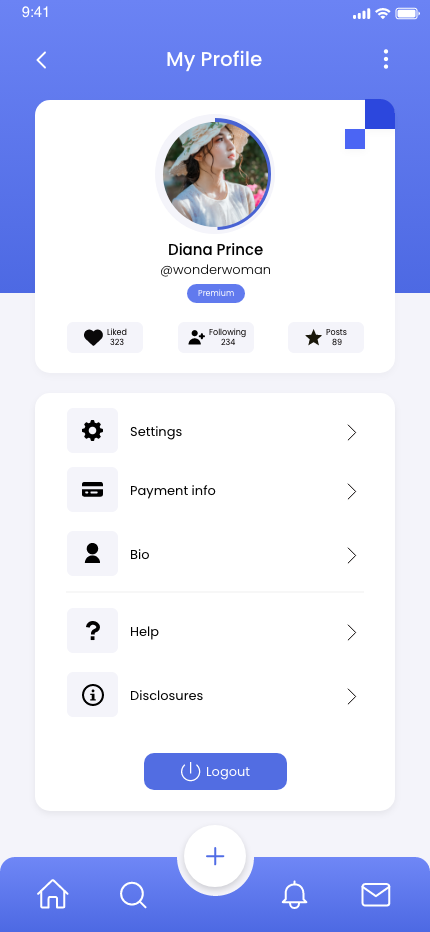 9:41
My Profile
Diana Prince
@wonderwoman
Premium
Liked
323
Following
234
Posts
89
Settings
Payment info
Bio
Help
Disclosures
Logout